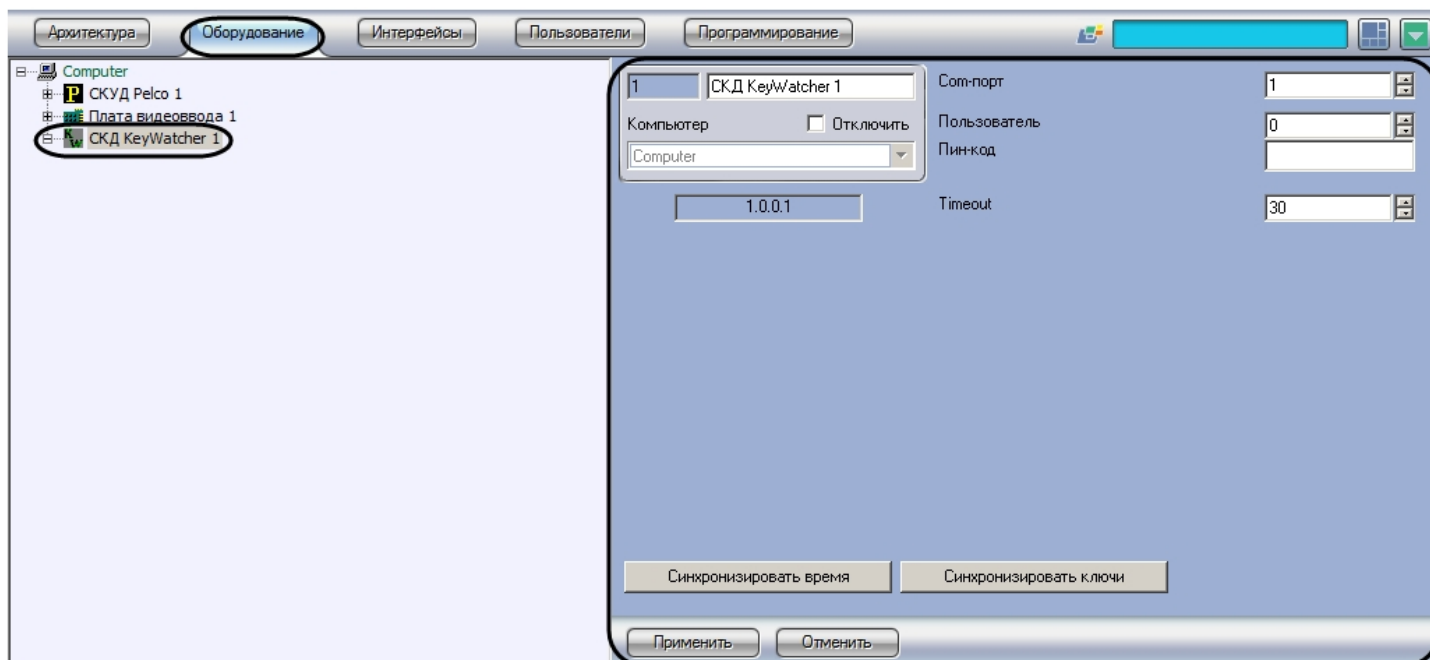 Архитектура Оборудование Интерфейсы Пользователи Программирование
Computer
СКУД Pelco 1
Плата видеоввода 1
СКД KeyWatcher 1
1 СКД KeyWatcher 1
Компьютер Отключить
Computer
1.0.0.1
Com-порт 1
Пользователь 0
Пин-код
Timeout 30
Синхронизировать время Синхронизировать ключи
Применить Отменить